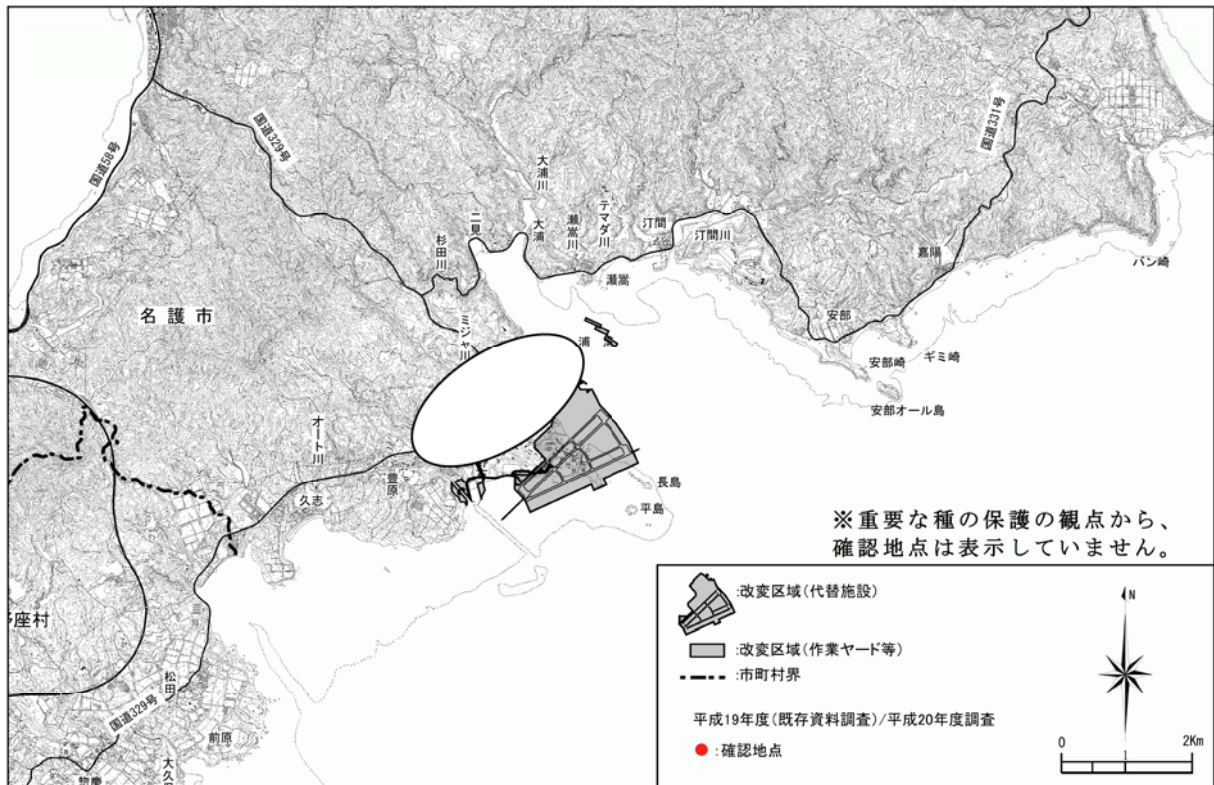 国道58号
国道329号
国道331号
大浦川
二見
大浦
瀬嵩川
テマダ川
汀間
汀間川
杉田川
瀬嵩
嘉陽
バン崎
名護市
ミジャ川
浦
安部
安部崎
ギミ崎
安部オール島
オート川
豊原
久志
長島
平島
※重要な種の保護の観点から、
確認地点は表示していません。
座村
松田
国道329号
前原
大久
惣慶
:改変区域(代替施設)
:改変区域(作業ヤード等)
:市町村界
平成19年度(既存資料調査)/平成20年度調査
:確認地点
N
0 1 2Km